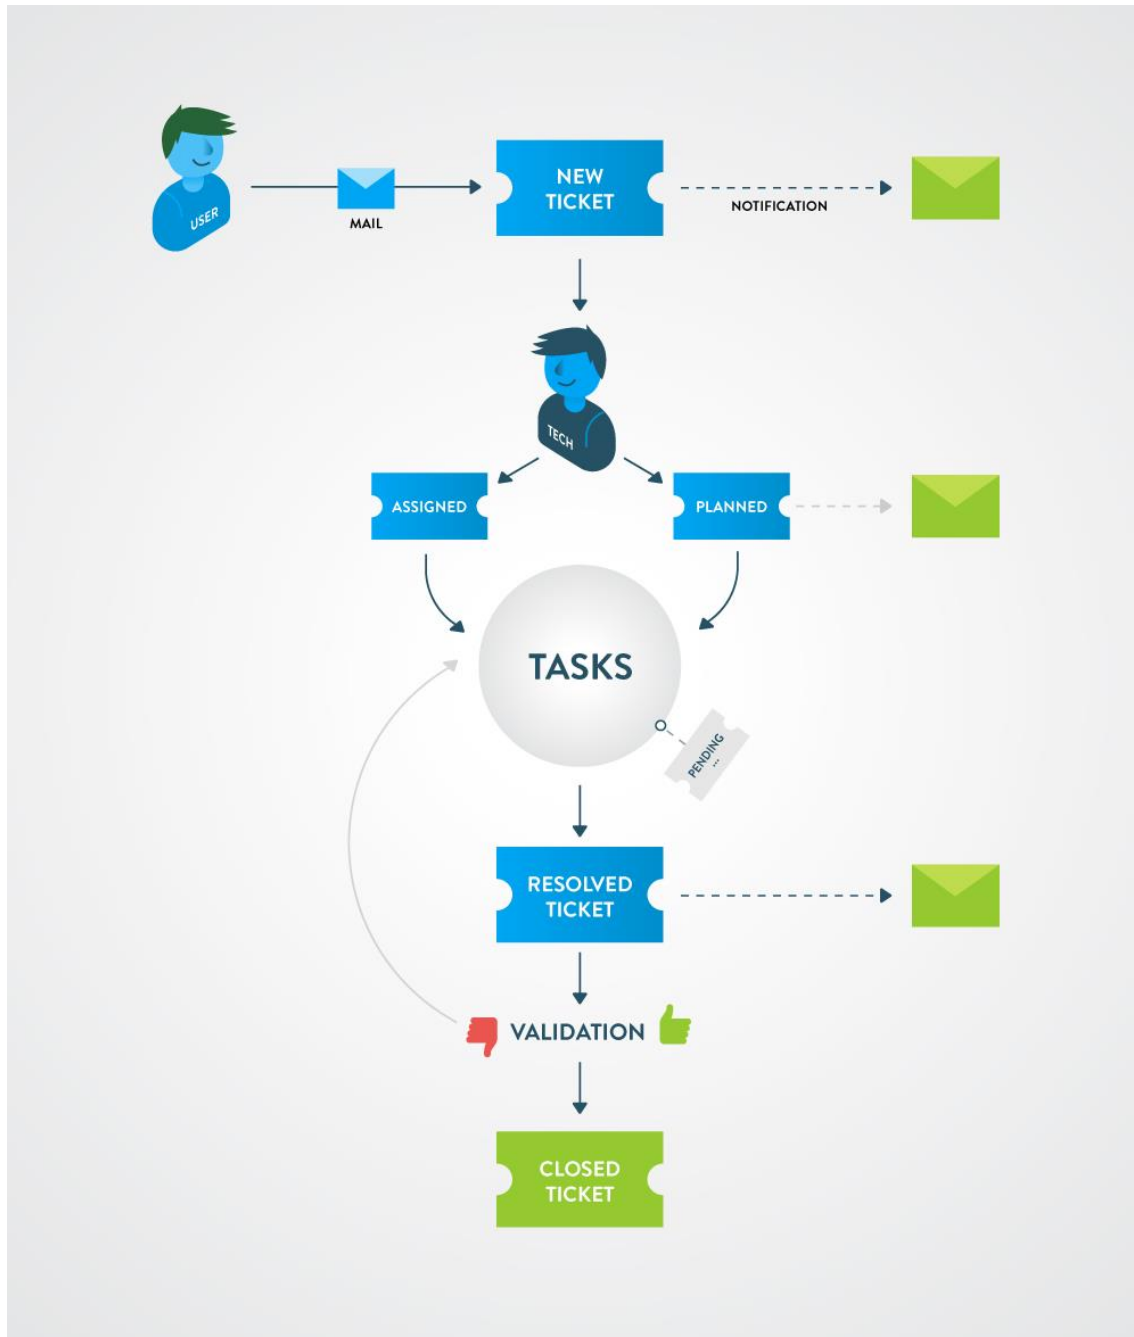 USER
MAIL
NEW
TICKET
NOTIFICATION
TECH
ASSIGNED
PLANNED
TASKS
PENDING
...
RESOLVED
TICKET
VALIDATION
CLOSED
TICKET